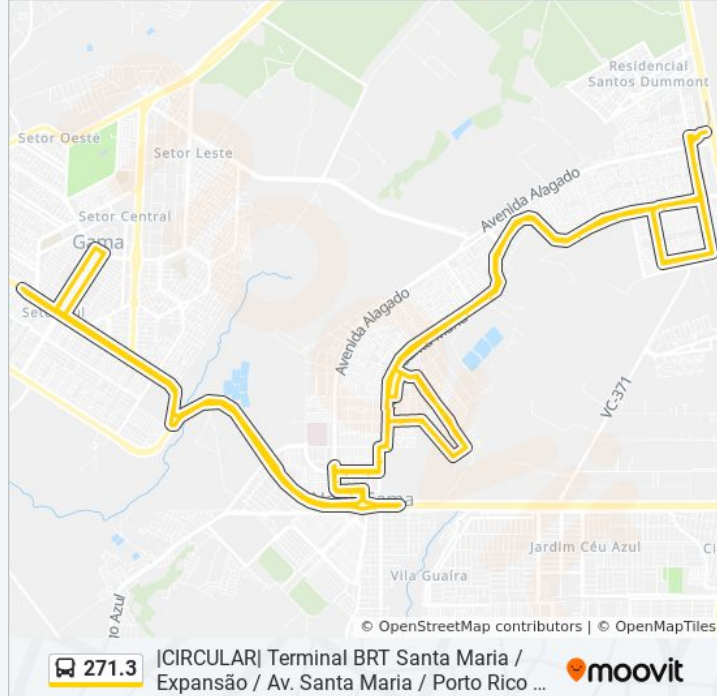 Residencial
Santos Dummont
Setor Oeste
Setor Leste
Avenida Alagado
Setor Central
Gama
Avenida Alagado
VC-371
Jardim Céu Azul
Vila Guaíra
Azul
© OpenStreetMap contributors | © OpenMapTiles
271.3
|CIRCULAR| Terminal BRT Santa Maria /
Expansão / Av. Santa Maria / Porto Rico ...
moovit